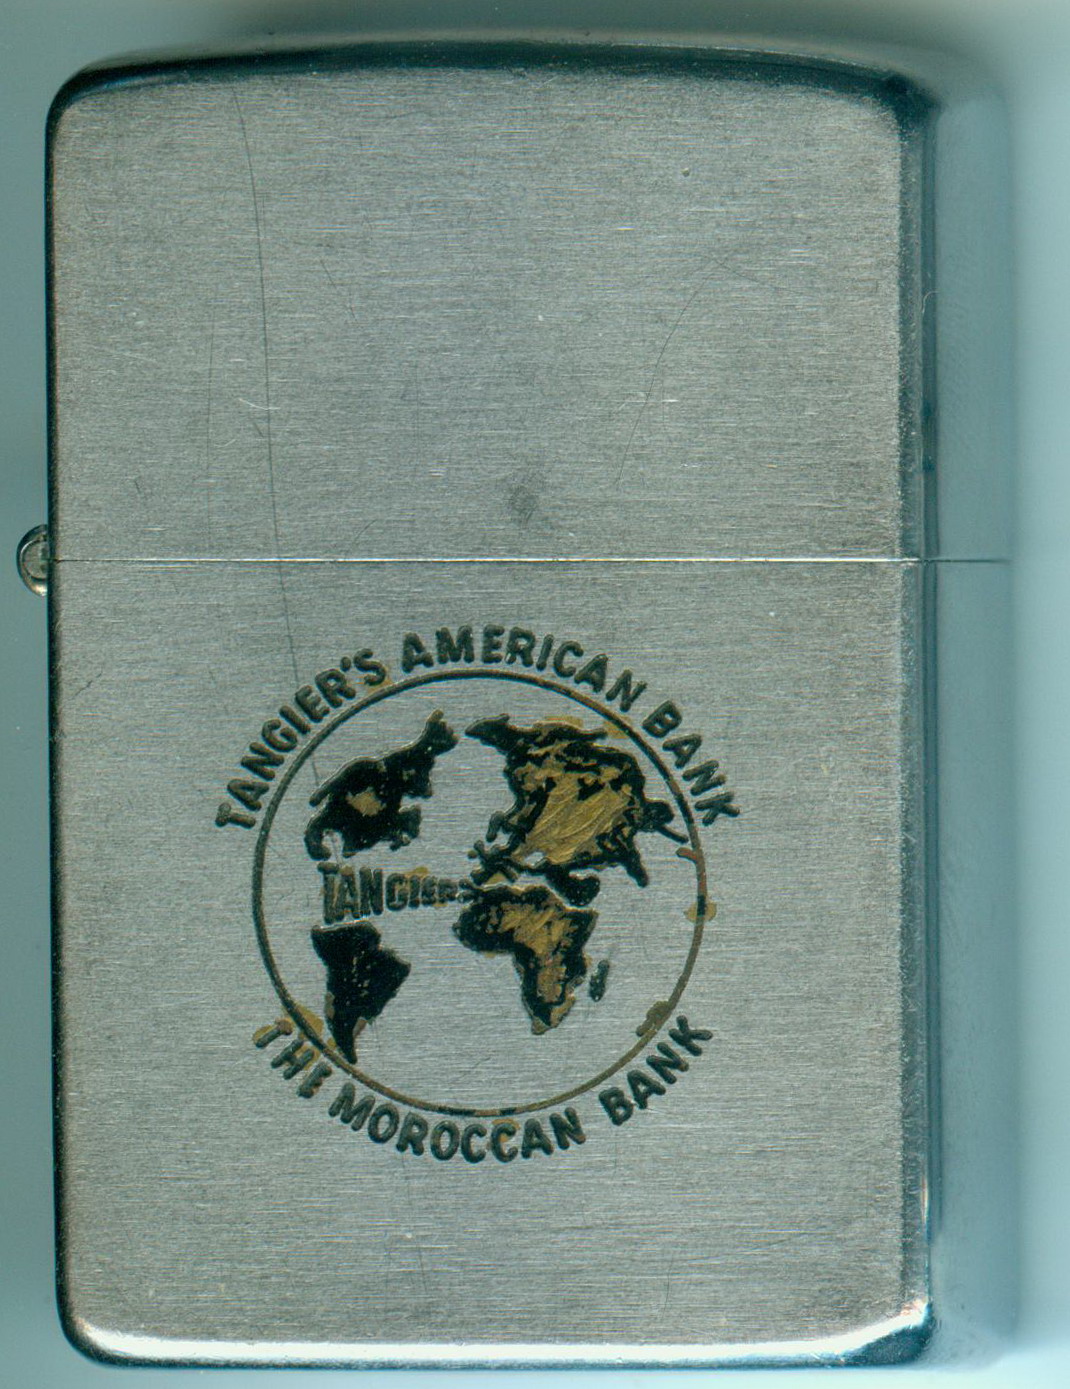 TANGIER'S AMERICAN BANK
TANGIER
THE MOROCCAN BANK